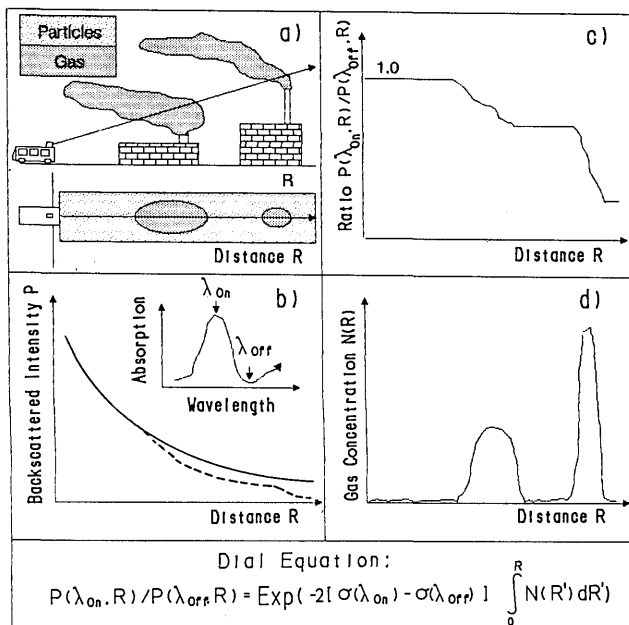 Particles
Gas
a)
R
Distance R
b)
Backscattered Intensity P
Absorption
λOn
λOff
Wavelength
Distance R
c)
Ratio P(λOn, R) / P(λOff, R)
1.0
Distance R
d)
Gas Concentration N(R)
Distance R
Dial Equation:
P(λOn, R)/P(λOff, R) = Exp(-2[σ(λOn) - σ(λOff)] ∫₀ᴿ N(R')dR')